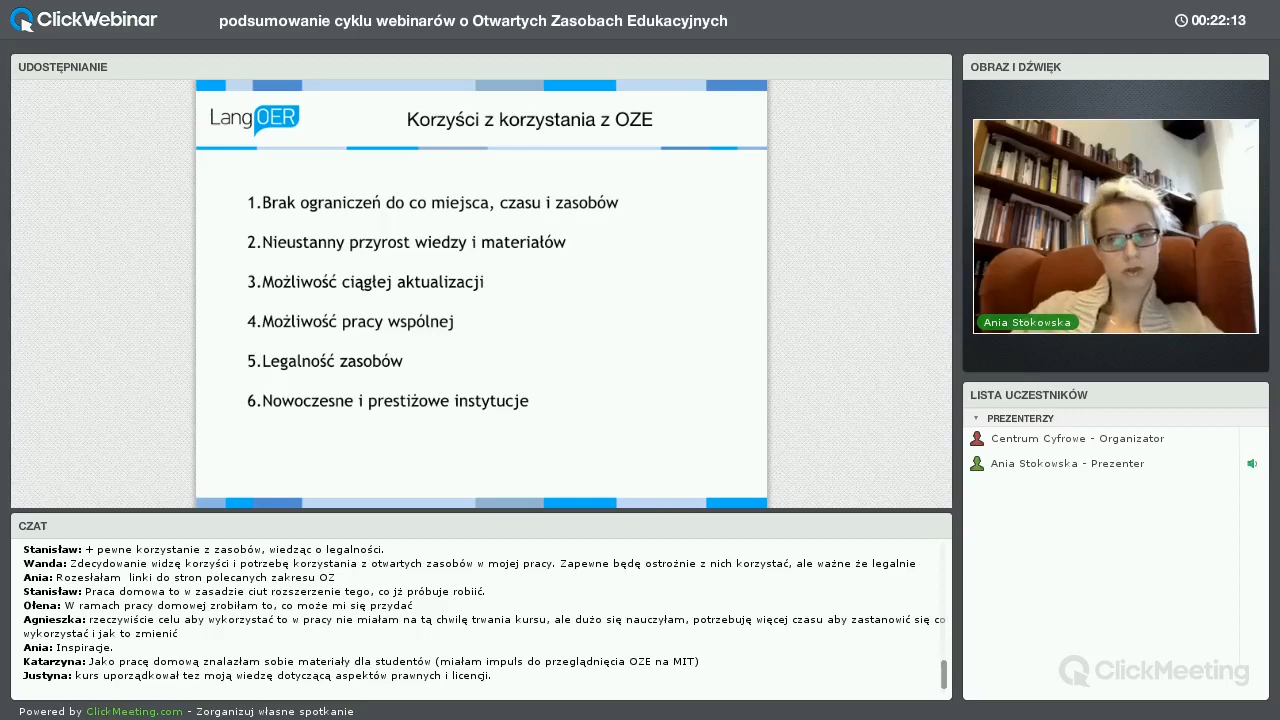 ClickWebinar
podsumowanie cyklu webinarów o Otwartych Zasobach Edukacyjnych
00:22:13
UDOSTĘPNIANIE
LangOER
Korzyści z korzystania z OZE
1.Brak ograniczeń do co miejsca, czasu i zasobów
2.Nieustanny przyrost wiedzy i materiałów
3.Możliwość ciągłej aktualizacji
4.Możliwość pracy wspólnej
5.Legalność zasobów
6.Nowoczesne i prestiżowe instytucje
OBRAZ I DŹWIĘK
Ania Stokowska
LISTA UCZESTNIKÓW
PREZENTERZY
Centrum Cyfrowe - Organizator
Ania Stokowska - Prezenter
ClickMeeting
CZAT
Stanisław: + pewne korzystanie z zasobów, wiedząc o legalności.
Wanda: Zdecydowanie widzę korzyści i potrzebę korzystania z otwartych zasobów w mojej pracy. Zapewne będę ostrożnie z nich korzystać, ale ważne że legalnie
Ania: Rozesłałam linki do stron polecanych zakresu OZ
Stanisław: Praca domowa to w zasadzie ciut rozszerzenie tego, co jż próbuje robiić.
Ołena: W ramach pracy domowej zrobiłam to, co może mi się przydać
Agnieszka: rzeczywiście celu aby wykorzystać to w pracy nie miałam na tą chwilę trwania kursu, ale dużo się nauczyłam, potrzebuję więcej czasu aby zastanowić się co
wykorzystać i jak to zmienić
Ania: Inspiracje.
Katarzyna: Jako pracę domową znalazłam sobie materiały dla studentów (miałam impuls do przeglądnięcia OZE na MIT)
Justyna: kurs uporządkował tez moją wiedzę dotyczącą aspektów prawnych i licencji.
Powered by ClickMeeting.com - Zorganizuj własne spotkanie